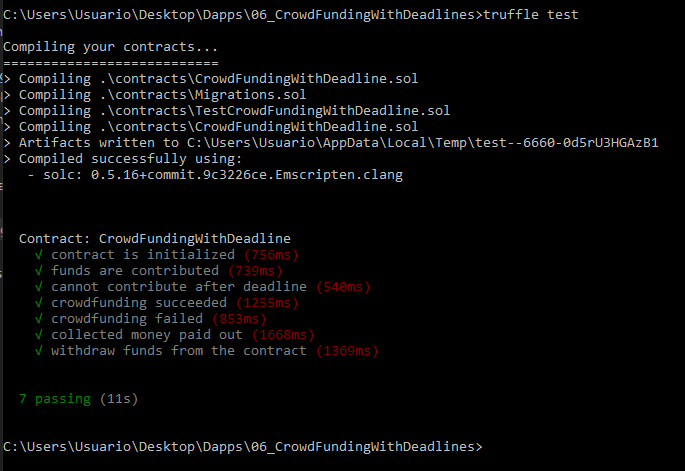 C:\Users\Usuario\Desktop\Dapps\06_CrowdFundingWithDeadlines>truffle test
Compiling your contracts...
===========================
> Compiling .\contracts\CrowdFundingWithDeadline.sol
> Compiling .\contracts\Migrations.sol
> Compiling .\contracts\TestCrowdFundingWithDeadline.sol
> Compiling .\contracts\CrowdFundingWithDeadline.sol
> Artifacts written to C:\Users\Usuario\AppData\Local\Temp\test--6660-0d5rU3HGAzB1
> Compiled successfully using:
- solc: 0.5.16+commit.9c3226ce.Emscripten.clang
Contract: CrowdFundingWithDeadline
√ contract is initialized (756ms)
√ funds are contributed (739ms)
√ cannot contribute after deadline (540ms)
√ crowdfunding succeeded (1255ms)
√ crowdfunding failed (853ms)
√ collected money paid out (1668ms)
√ withdraw funds from the contract (1369ms)
7 passing (11s)
C:\Users\Usuario\Desktop\Dapps\06_CrowdFundingWithDeadlines>